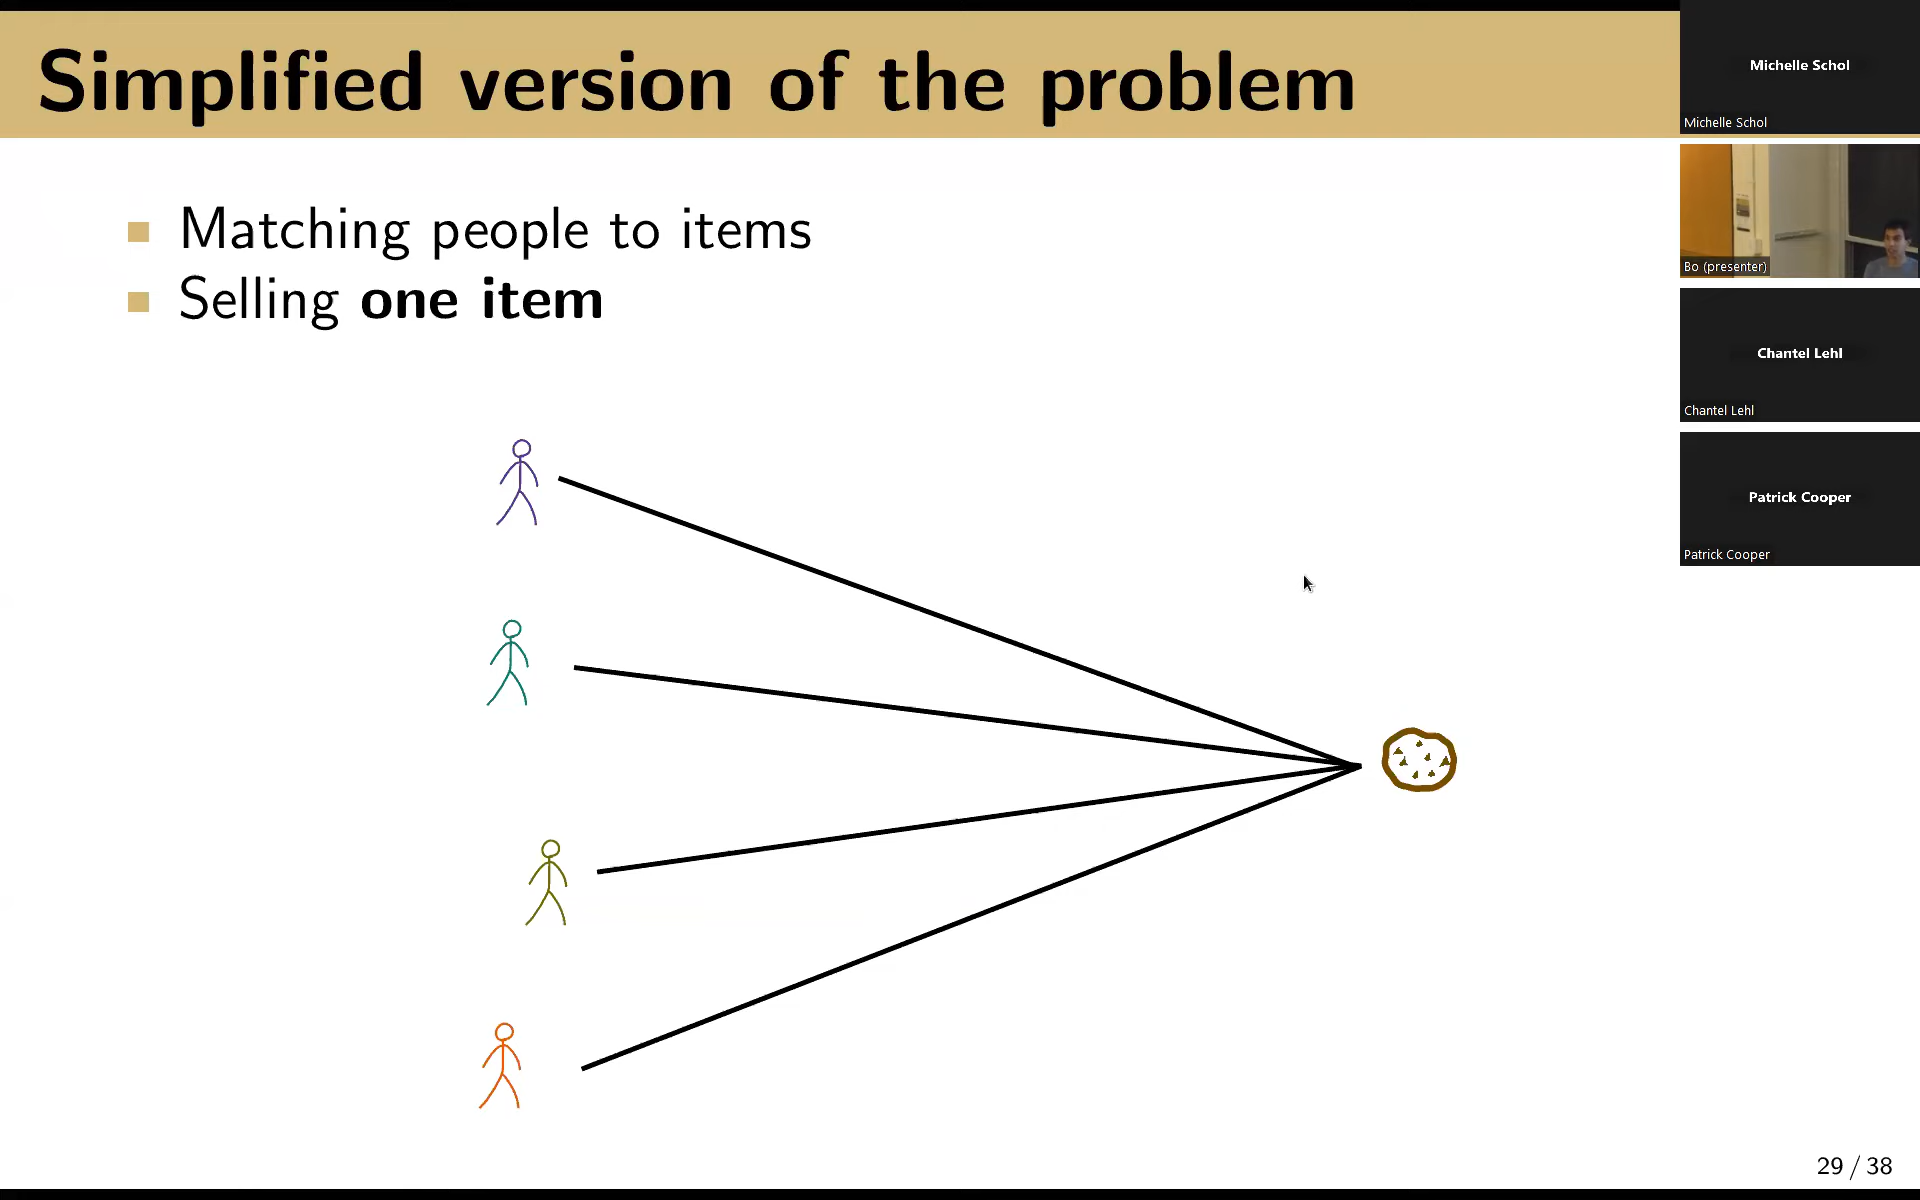 Simplified version of the problem
Matching people to items
Selling one item
29 / 38
Michelle Schol
Michelle Schol
Bo (presenter)
Chantel Lehl
Chantel Lehl
Patrick Cooper
Patrick Cooper